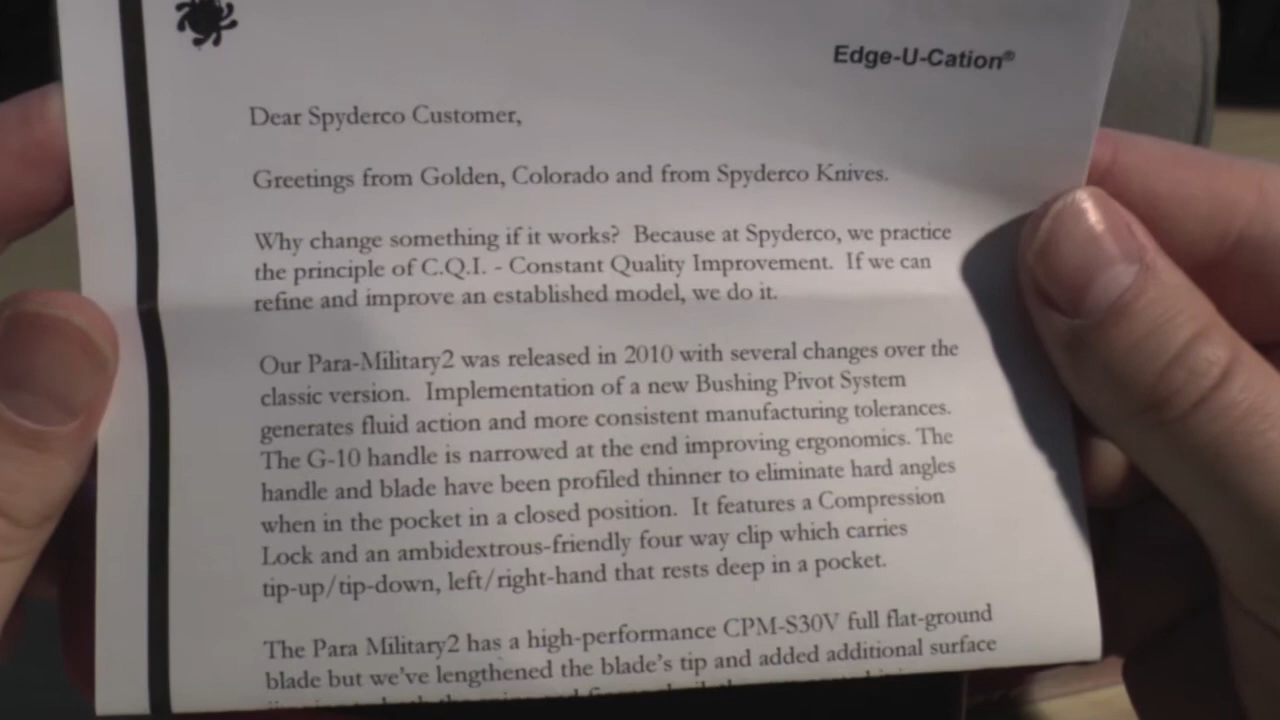 Edge-U-Cation®
Dear Spyderco Customer,
Greetings from Golden, Colorado and from Spyderco Knives.
Why change something if it works? Because at Spyderco, we practice
the principle of C.Q.I. - Constant Quality Improvement. If we can
refine and improve an established model, we do it.
Our Para-Military2 was released in 2010 with several changes over the
classic version. Implementation of a new Bushing Pivot System
generates fluid action and more consistent manufacturing tolerances.
The G-10 handle is narrowed at the end improving ergonomics. The
handle and blade have been profiled thinner to eliminate hard angles
when in the pocket in a closed position. It features a Compression
Lock and an ambidextrous-friendly four way clip which carries
tip-up/tip-down, left/right-hand that rests deep in a pocket.
The Para Military2 has a high-performance CPM-S30V full flat-ground
blade but we've lengthened the blade's tip and added additional surface